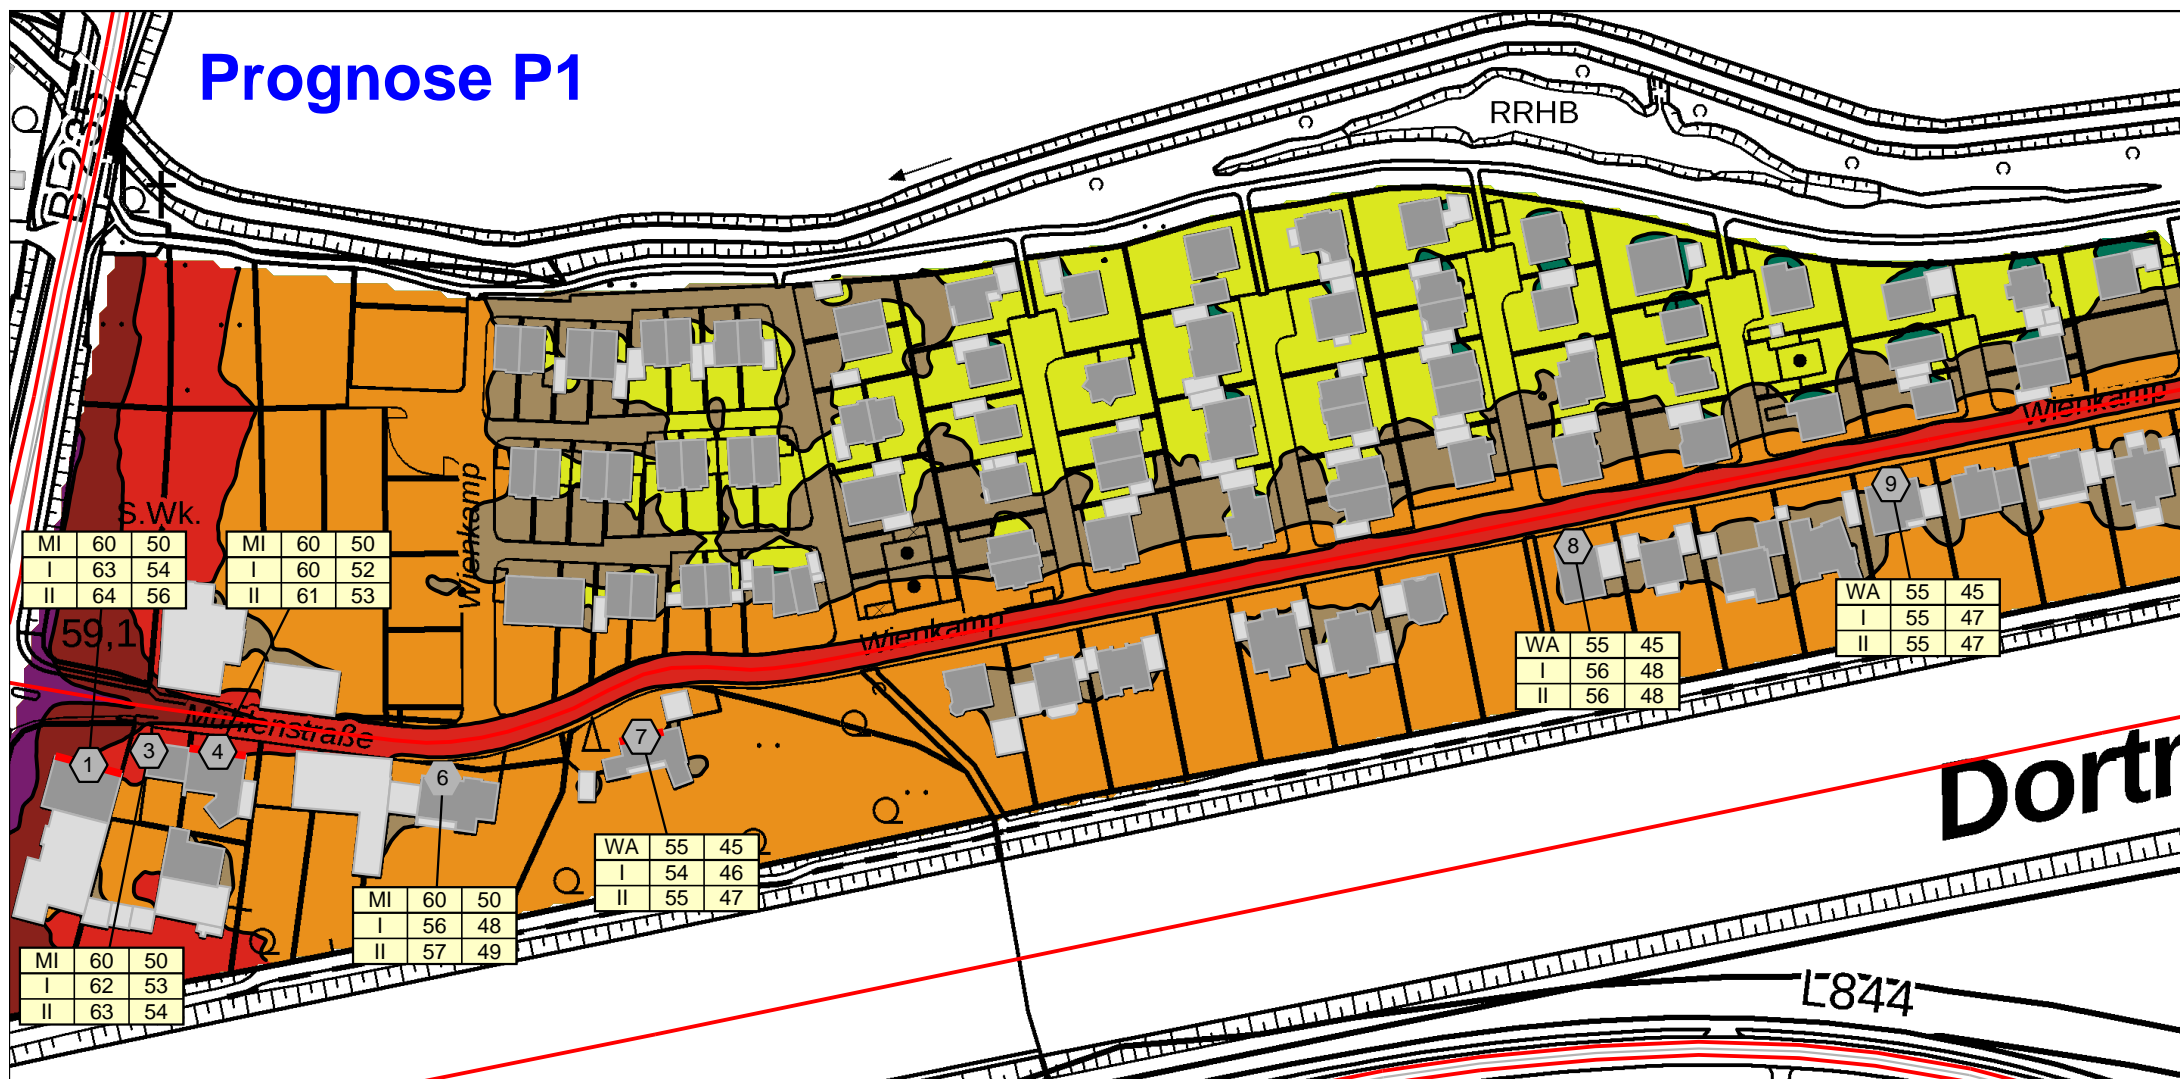 Prognose P1
B 235
RRHB
S.Wk.
Wienkamp
MI 60 50
I 63 54
II 64 56
MI 60 50
I 60 52
II 61 53
59,1
Mühlenstraße
Wienkamp
Wienkamp
1
3
4
6
7
8
9
WA 55 45
I 55 47
II 55 47
WA 55 45
I 56 48
II 56 48
WA 55 45
I 54 46
II 55 47
MI 60 50
I 56 48
II 57 49
MI 60 50
I 62 53
II 63 54
Dortm
L844